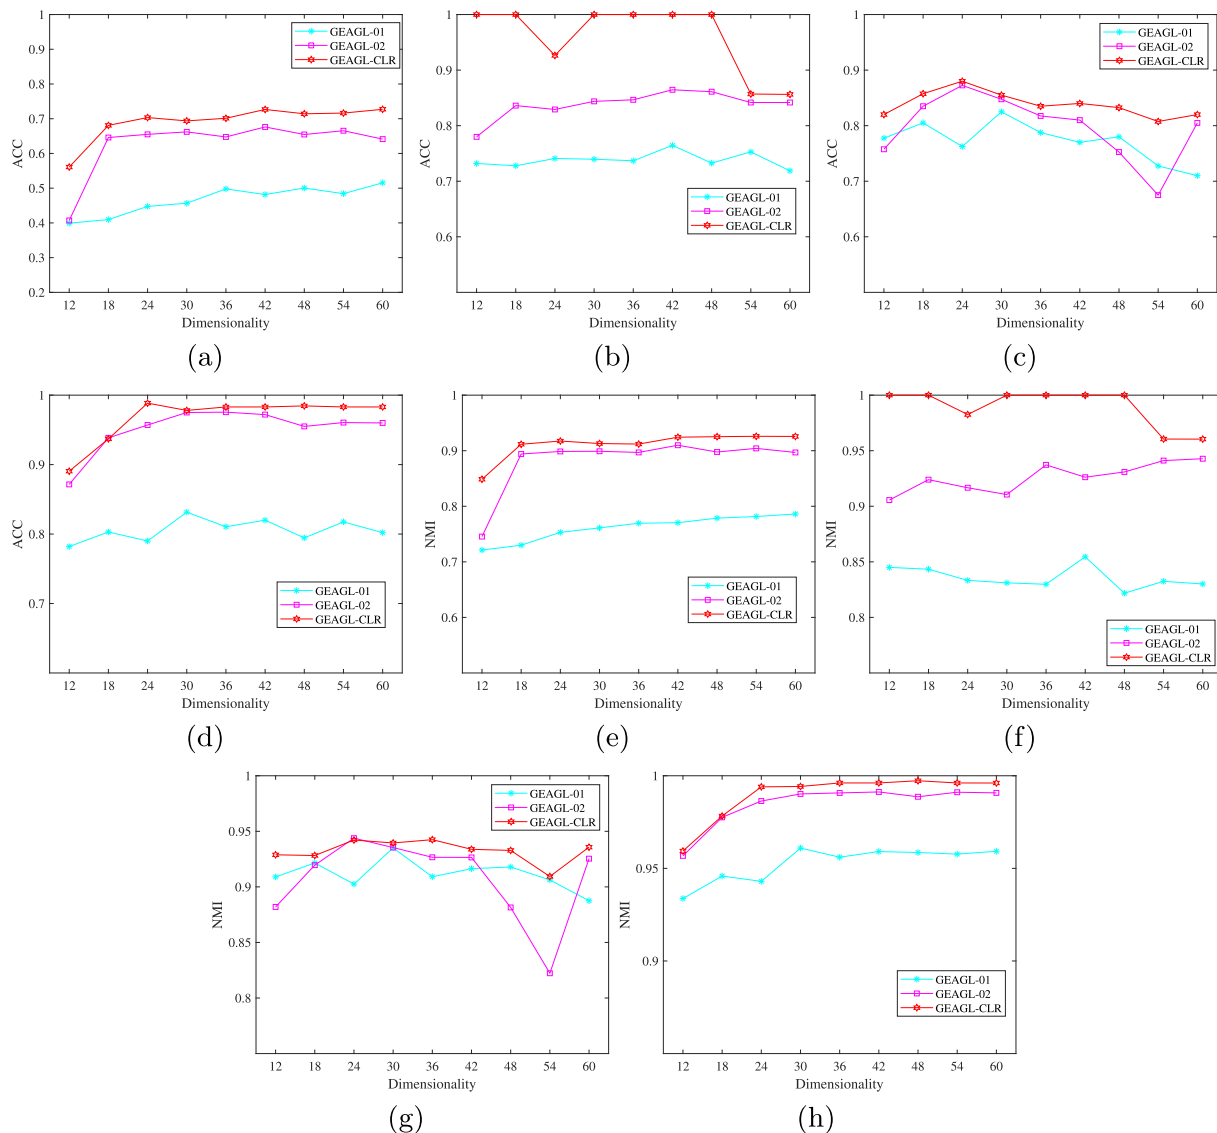 1
0.9
0.8
0.7
0.6
0.5
0.4
0.3
0.2
ACC
GEAGL-01
GEAGL-02
GEAGL-CLR
12 18 24 30 36 42 48 54 60
Dimensionality
(a)
1
0.9
0.8
0.7
0.6
ACC
GEAGL-01
GEAGL-02
GEAGL-CLR
12 18 24 30 36 42 48 54 60
Dimensionality
(b)
1
0.9
0.8
0.7
0.6
ACC
GEAGL-01
GEAGL-02
GEAGL-CLR
12 18 24 30 36 42 48 54 60
Dimensionality
(c)
1
0.9
0.8
0.7
ACC
GEAGL-01
GEAGL-02
GEAGL-CLR
12 18 24 30 36 42 48 54 60
Dimensionality
(d)
1
0.9
0.8
0.7
0.6
NMI
GEAGL-01
GEAGL-02
GEAGL-CLR
12 18 24 30 36 42 48 54 60
Dimensionality
(e)
1
0.95
0.9
0.85
0.8
NMI
GEAGL-01
GEAGL-02
GEAGL-CLR
12 18 24 30 36 42 48 54 60
Dimensionality
(f)
1
0.95
0.9
0.85
0.8
NMI
GEAGL-01
GEAGL-02
GEAGL-CLR
12 18 24 30 36 42 48 54 60
Dimensionality
(g)
1
0.95
0.9
NMI
GEAGL-01
GEAGL-02
GEAGL-CLR
12 18 24 30 36 42 48 54 60
Dimensionality
(h)